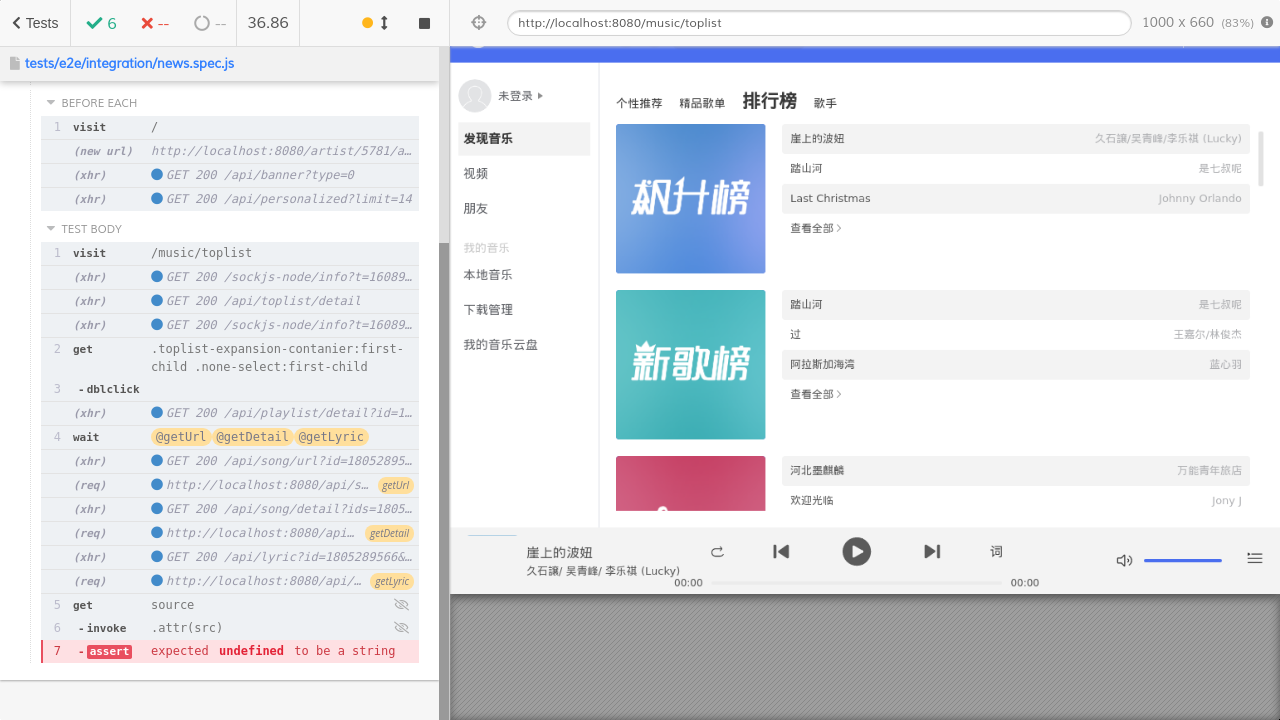 Tests
6
--
--
36.86
http://localhost:8080/music/toplist
1000 x 660 (83%)
tests/e2e/integration/news.spec.js
BEFORE EACH
1 visit /
(new url) http://localhost:8080/artist/5781/a…
(xhr) GET 200 /api/banner?type=0
(xhr) GET 200 /api/personalized?limit=14
TEST BODY
1 visit /music/toplist
(xhr) GET 200 /sockjs-node/info?t=16089…
(xhr) GET 200 /api/toplist/detail
(xhr) GET 200 /sockjs-node/info?t=16089…
2 get .toplist-expansion-contanier:first-
child .none-select:first-child
3 -dblclick
(xhr) GET 200 /api/playlist/detail?id=1…
4 wait @getUrl @getDetail @getLyric
(xhr) GET 200 /api/song/url?id=18052895…
(req) http://localhost:8080/api/s… getUrl
(xhr) GET 200 /api/song/detail?ids=1805…
(req) http://localhost:8080/api… getDetail
(xhr) GET 200 /api/lyric?id=1805289566&…
(req) http://localhost:8080/api/… getLyric
5 get source
6 -invoke .attr(src)
7 -assert expected undefined to be a string
未登录
发现音乐
视频
朋友
我的音乐
本地音乐
下载管理
我的音乐云盘
个性推荐 精品歌单 排行榜 歌手
飙升榜
崖上的波妞 久石讓/吴青峰/李乐祺 (Lucky)
踏山河 是七叔呢
Last Christmas Johnny Orlando
查看全部
新歌榜
踏山河 是七叔呢
过 王嘉尔/林俊杰
阿拉斯加海湾 蓝心羽
查看全部
河北墨麒麟 万能青年旅店
欢迎光临 Jony J
崖上的波妞
久石讓/ 吴青峰/ 李乐祺 (Lucky)
词
00:00 00:00